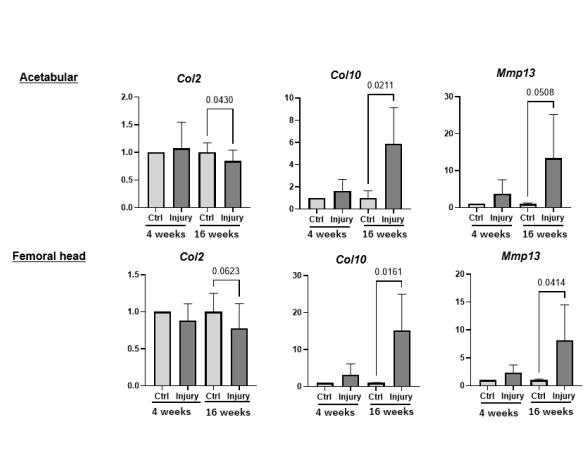 Acetabular
Col2
Col10
Mmp13
0.0430
0.0211
0.0508
2.0
1.5
1.0
0.5
0.0
10
8
6
4
2
0
30
20
10
0
Ctrl Injury Ctrl Injury
4 weeks 16 weeks
Ctrl Injury Ctrl Injury
4 weeks 16 weeks
Ctrl Injury Ctrl Injury
4 weeks 16 weeks
Femoral head
Col2
Col10
Mmp13
0.0623
0.0161
0.0414
1.5
1.0
0.5
0.0
30
20
10
0
20
15
10
5
0
Ctrl Injury Ctrl Injury
4 weeks 16 weeks
Ctrl Injury Ctrl Injury
4 weeks 16 weeks
Ctrl Injury Ctrl Injury
4 weeks 16 weeks